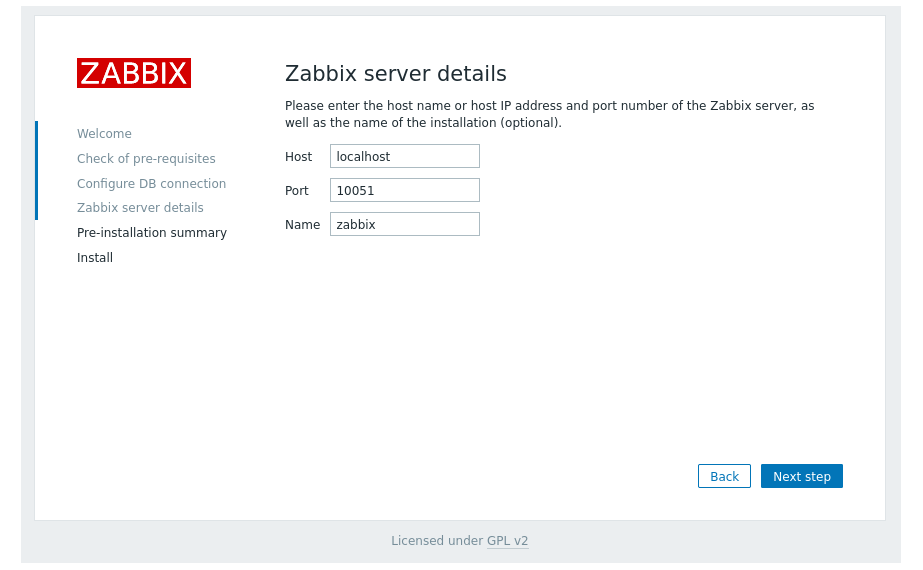 ZABBIX
Welcome
Check of pre-requisites
Configure DB connection
Zabbix server details
Pre-installation summary
Install
Zabbix server details
Please enter the host name or host IP address and port number of the Zabbix server, as
well as the name of the installation (optional).
Host localhost
Port 10051
Name zabbix
Back Next step
Licensed under GPL v2